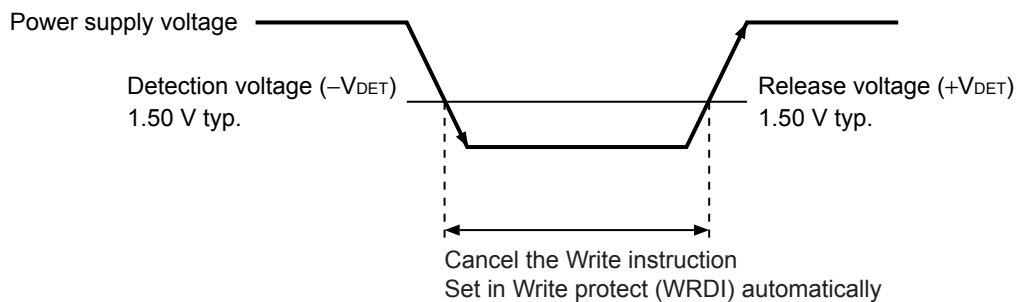 Power supply voltage
Detection voltage (−VDET)
1.50 V typ.
Release voltage (+VDET)
1.50 V typ.
Cancel the Write instruction
Set in Write protect (WRDI) automatically